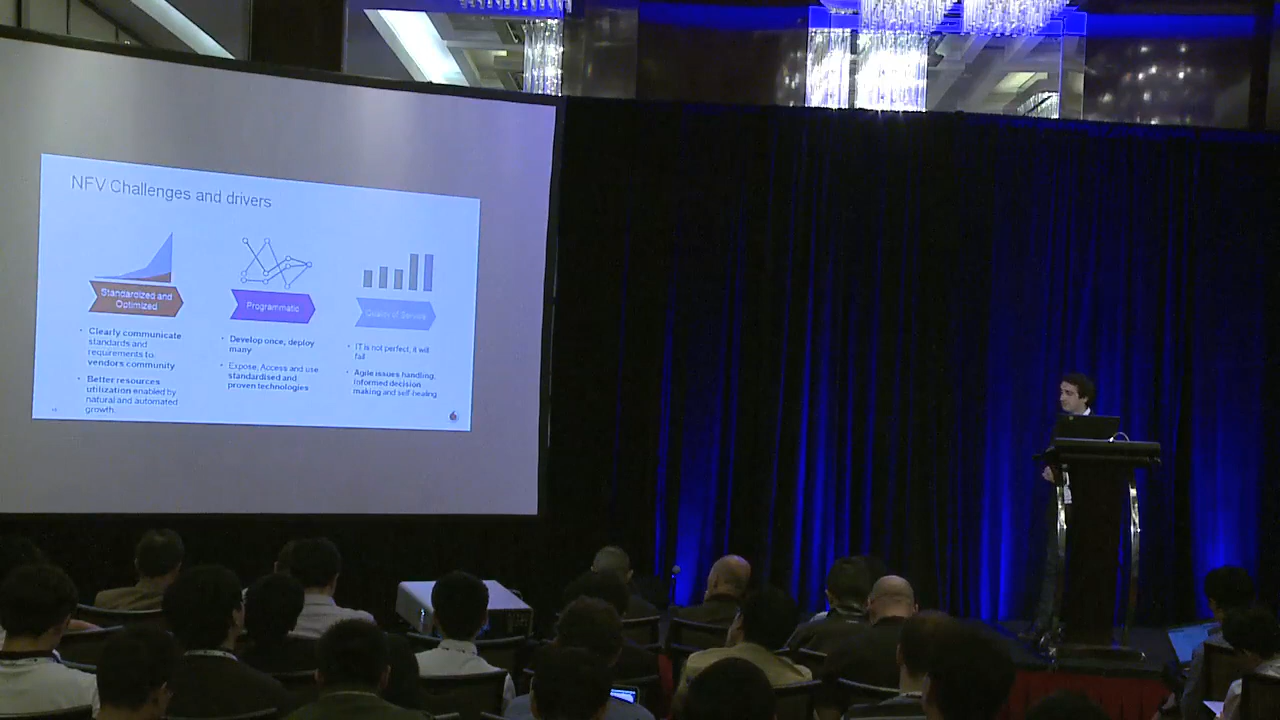 NFV Challenges and drivers
Standardized and
Optimized
Programmatic
Quality of Service
• Clearly communicate
standards and
requirements to
vendors community
• Better resources
utilization enabled by
natural and automated
growth.
• Develop once, deploy
many
• Expose, Access and use
standardised and
proven technologies
• IT is not perfect, it will
fail
• Agile issues handling,
informed decision
making and self-healing